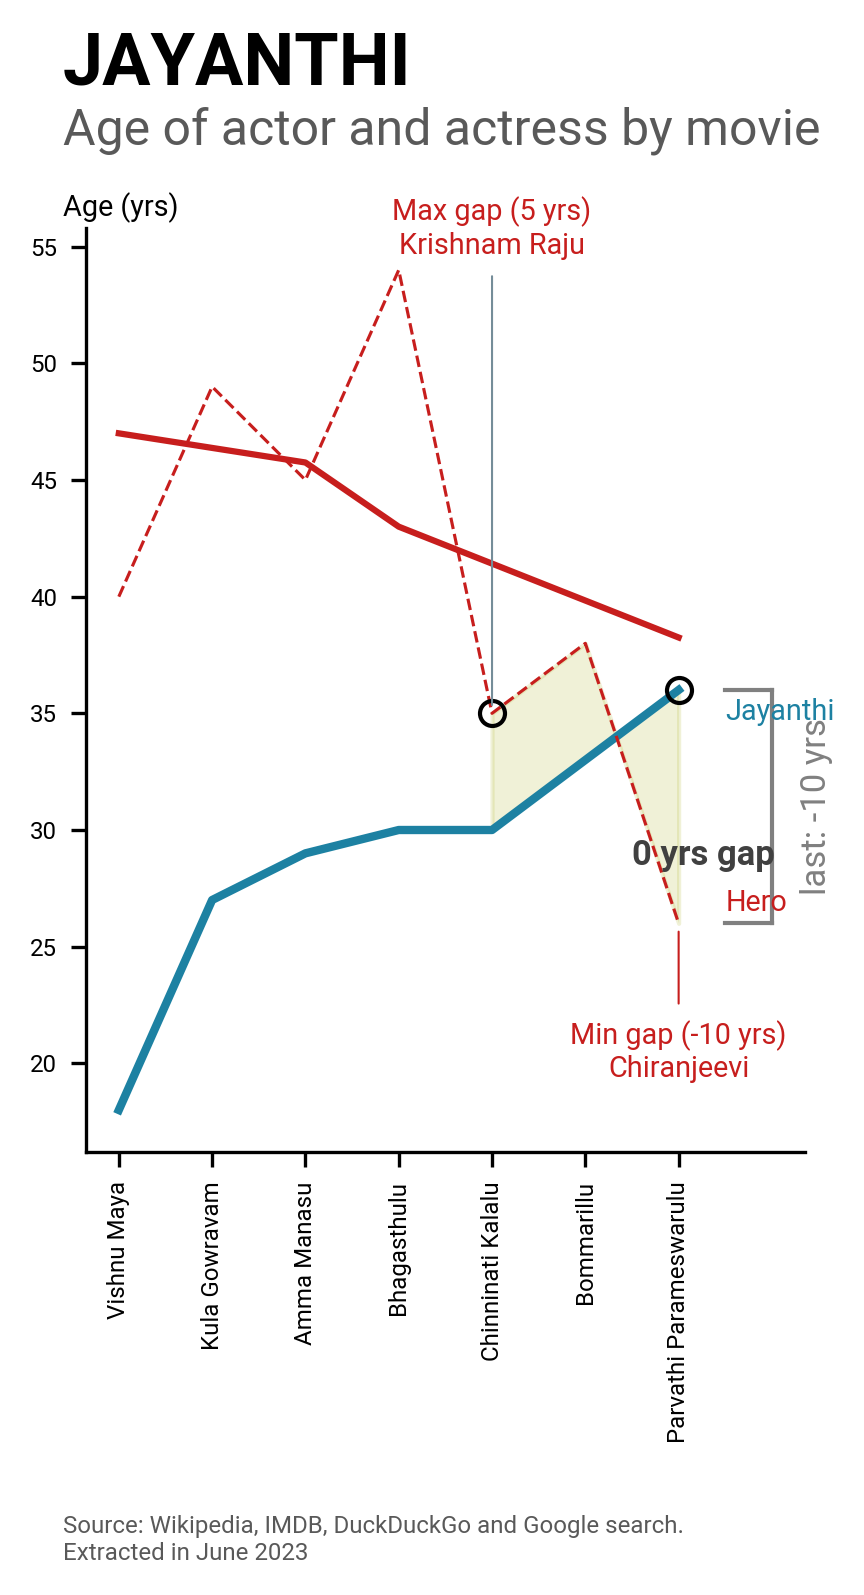 JAYANTHI
Age of actor and actress by movie
Age (yrs)
Max gap (5 yrs)
Krishnam Raju
55
50
45
40
35
30
25
20
Jayanthi
last: -10 yrs
0 yrs gap
Hero
Min gap (-10 yrs)
Chiranjeevi
Vishnu Maya
Kula Gowravam
Amma Manasu
Bhagasthulu
Chinninati Kalalu
Bommarillu
Parvathi Parameswarulu
Source: Wikipedia, IMDB, DuckDuckGo and Google search.
Extracted in June 2023